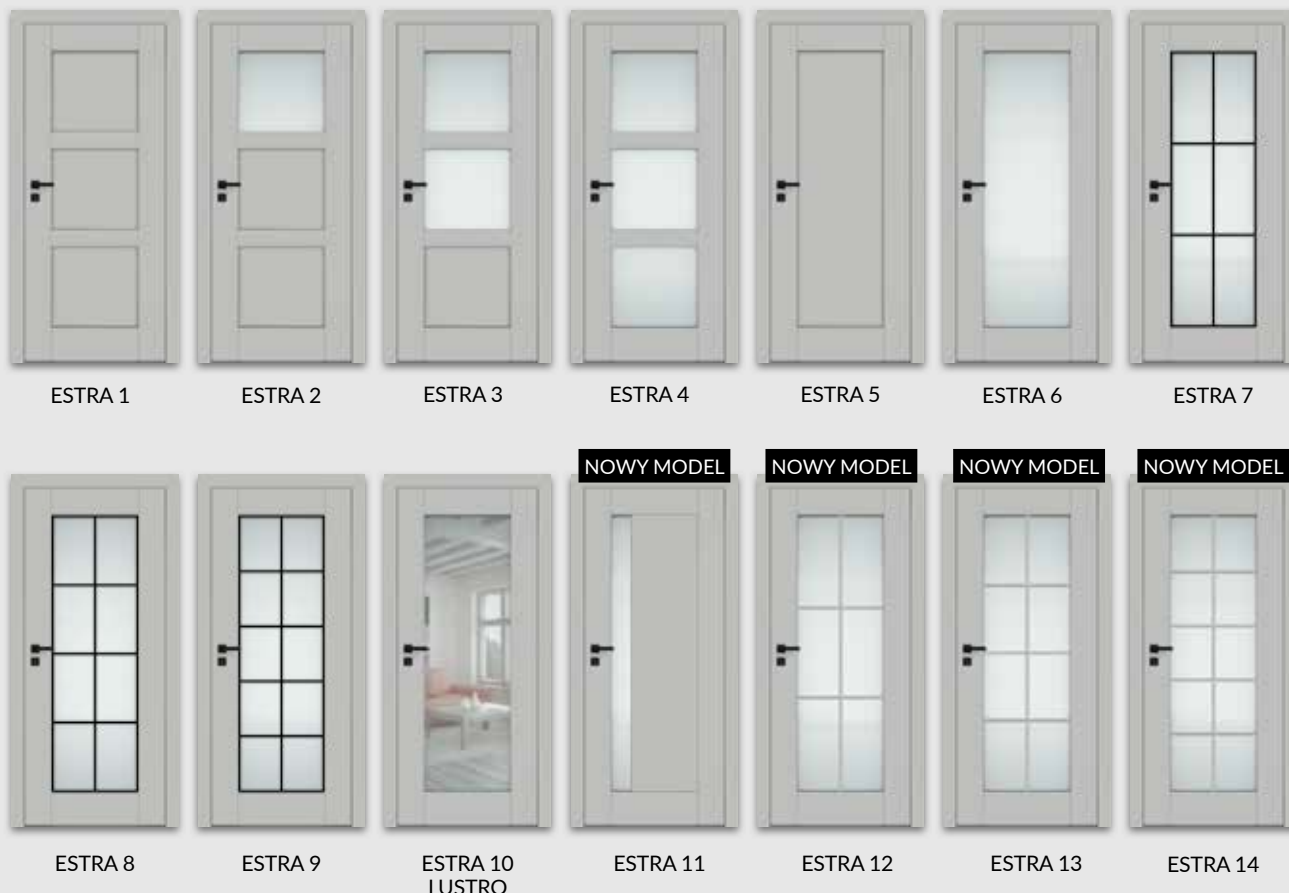 ESTRA 1
ESTRA 2
ESTRA 3
ESTRA 4
ESTRA 5
ESTRA 6
ESTRA 7
NOWY MODEL
NOWY MODEL
NOWY MODEL
NOWY MODEL
ESTRA 8
ESTRA 9
ESTRA 10
LUSTRO
ESTRA 11
ESTRA 12
ESTRA 13
ESTRA 14